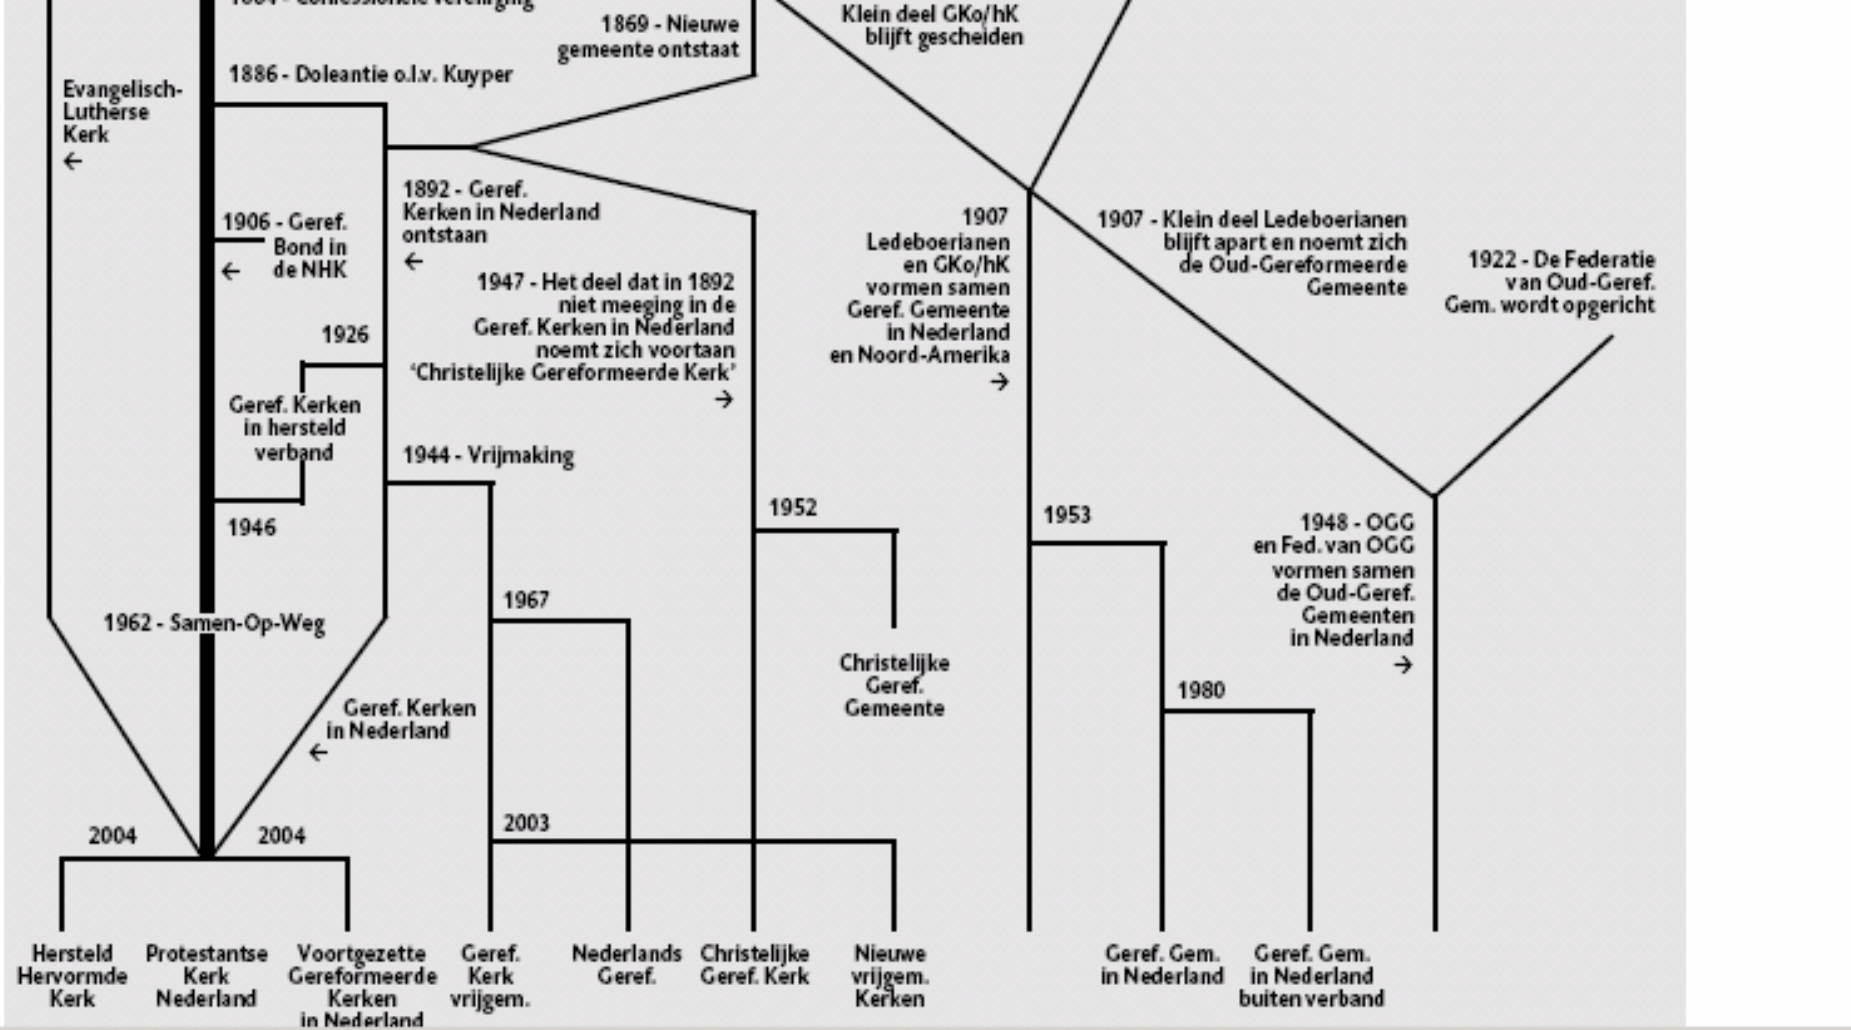 1864 - Confessionele Vereniging
1869 - Nieuwe
gemeente ontstaat
Klein deel GKo/hK
blijft gescheiden
1886 - Doleantie o.l.v. Kuyper
Evangelisch-
Lutherse
Kerk
←
1892 - Geref.
Kerken in Nederland
ontstaan
←
1906 - Geref.
Bond in
de NHK
←
1907
Ledeboerianen
en GKo/hK
vormen samen
Geref. Gemeente
in Nederland
en Noord-Amerika
→
1907 - Klein deel Ledeboerianen
blijft apart en noemt zich
de Oud-Gereformeerde
Gemeente
1922 - De Federatie
van Oud-Geref.
Gem. wordt opgericht
1947 - Het deel dat in 1892
niet meeging in de
Geref. Kerken in Nederland
noemt zich voortaan
‘Christelijke Gereformeerde Kerk’
→
1926
Geref. Kerken
in hersteld
verband
1946
1944 - Vrijmaking
1952
1953
1948 - OGG
en Fed. van OGG
vormen samen
de Oud-Geref.
Gemeenten
in Nederland
→
1967
1962 - Samen-Op-Weg
Christelijke
Geref.
Gemeente
1980
Geref. Kerken
in Nederland
←
2004
2004
2003
Hersteld
Hervormde
Kerk
Protestantse
Kerk
Nederland
Voortgezette
Gereformeerde
Kerken
in Nederland
Geref.
Kerk
vrijgem.
Nederlands
Geref.
Christelijke
Geref. Kerk
Nieuwe
vrijgem.
Kerken
Geref. Gem.
in Nederland
Geref. Gem.
in Nederland
buiten verband